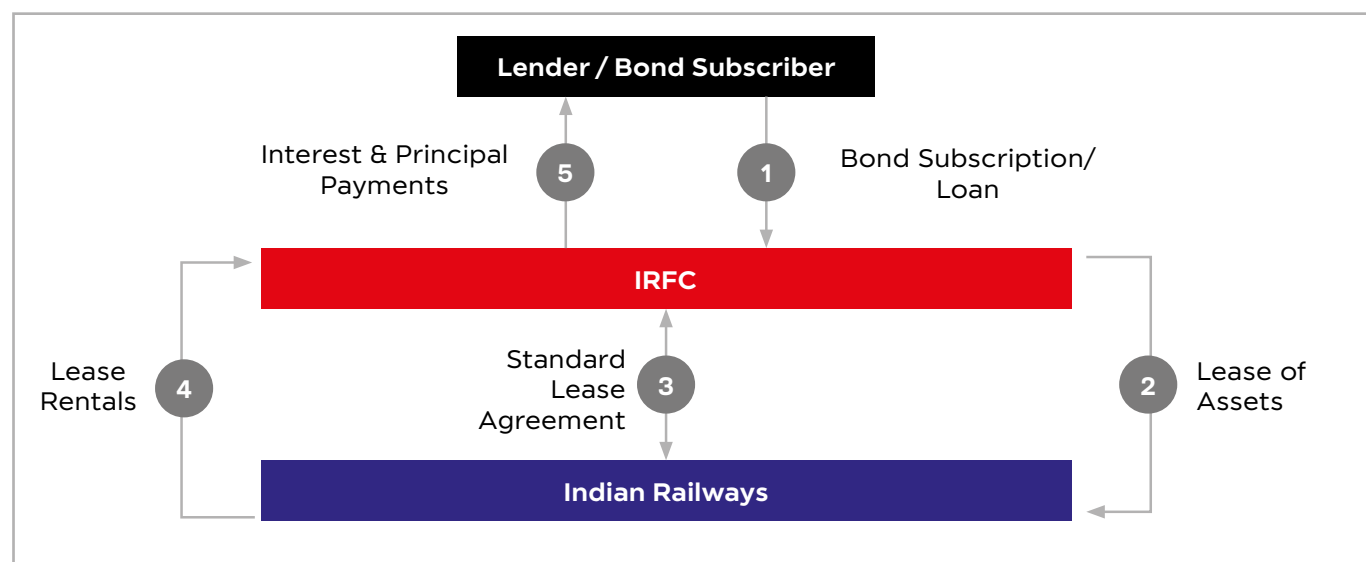 Lender / Bond Subscriber
Interest & Principal
Payments
5
1
Bond Subscription/
Loan
IRFC
Lease
Rentals
4
Standard
Lease
Agreement
3
2
Lease of
Assets
Indian Railways